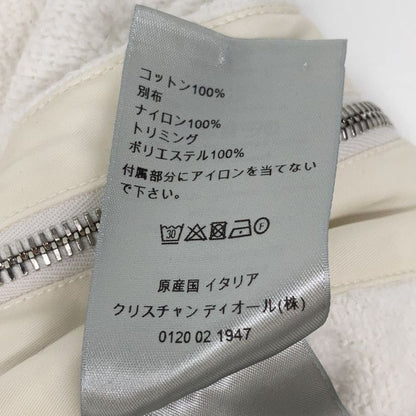 コットン100%
別布
ナイロン100%
トリミング
ポリエステル100%
付属部分にアイロンを当てない
で下さい
30 F
原産国 イタリア
クリスチャン ディオール(株)
0120 02 1947